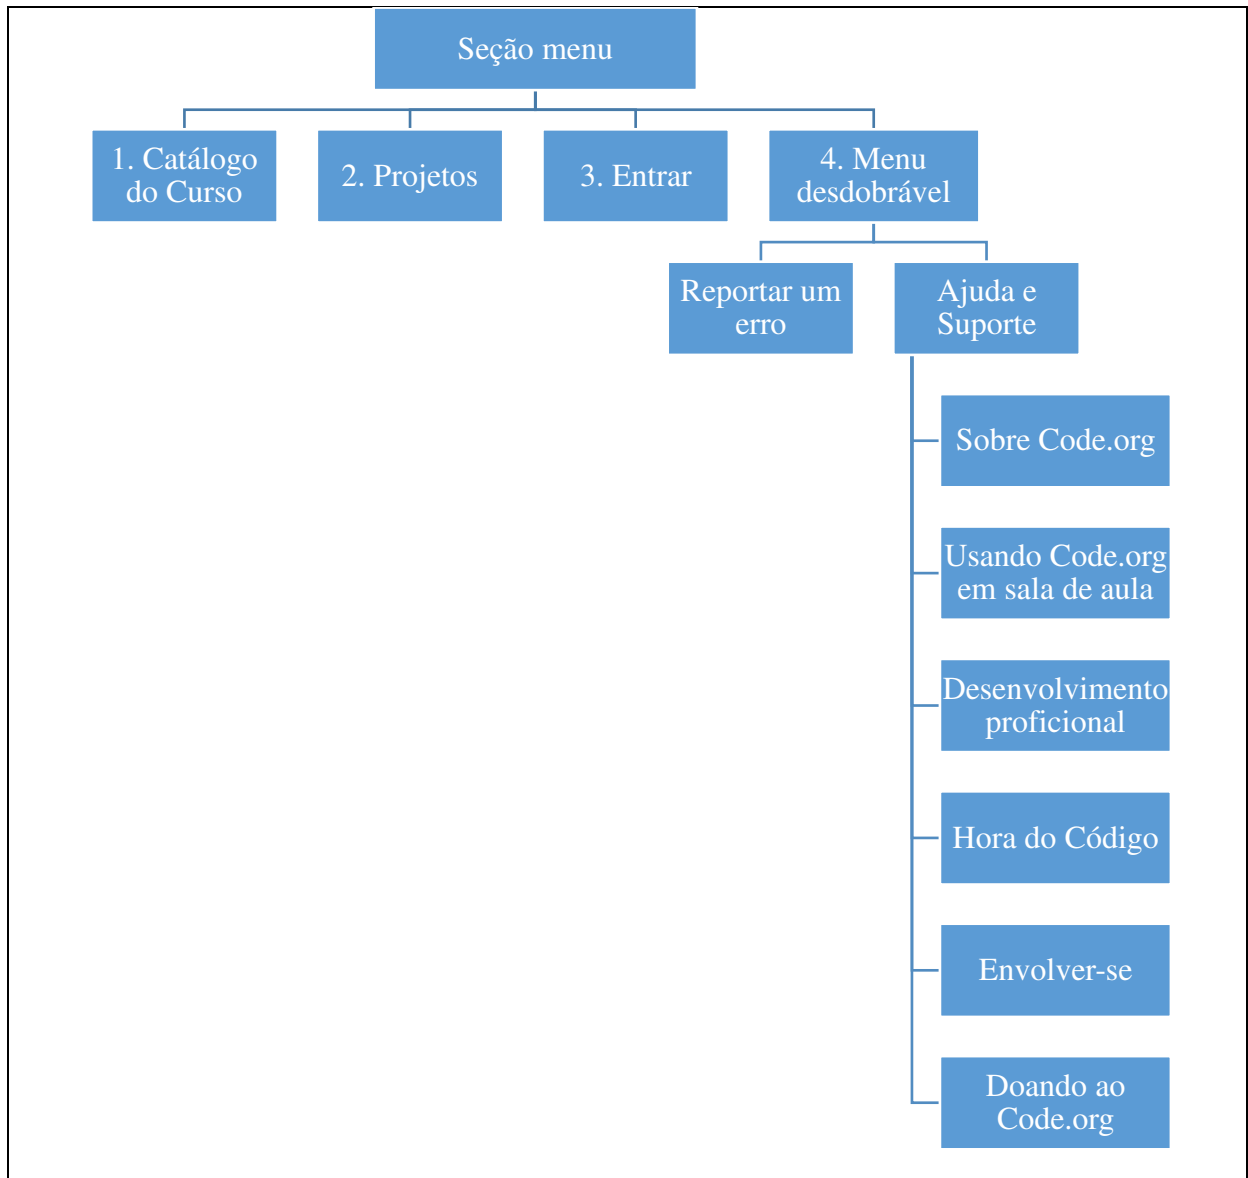 Seção menu
1. Catálogo
do Curso
2. Projetos
3. Entrar
4. Menu
desdobrável
Reportar um
erro
Ajuda e
Suporte
Sobre Code.org
Usando Code.org
em sala de aula
Desenvolvimento
proficional
Hora do Código
Envolver-se
Doando ao
Code.org